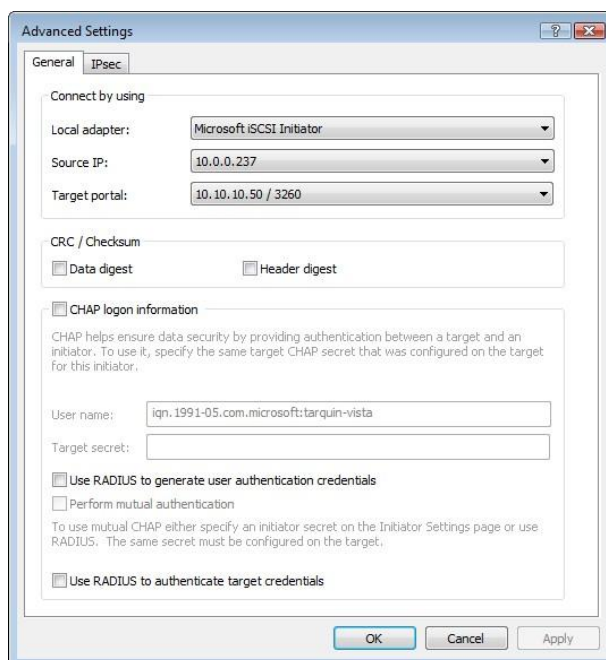 Advanced Settings
General
IPsec
Connect by using
Local adapter:
Microsoft iSCSI Initiator
Source IP:
10.0.0.237
Target portal:
10.10.10.50 / 3260
CRC / Checksum
Data digest
Header digest
CHAP logon information
CHAP helps ensure data security by providing authentication between a target and an
initiator. To use it, specify the same target CHAP secret that was configured on the target
for this initiator.
User name:
iqn.1991-05.com.microsoft:tarquin-vista
Target secret:
Use RADIUS to generate user authentication credentials
Perform mutual authentication
To use mutual CHAP either specify an initiator secret on the Initiator Settings page or use
RADIUS. The same secret must be configured on the target.
Use RADIUS to authenticate target credentials
OK
Cancel
Apply